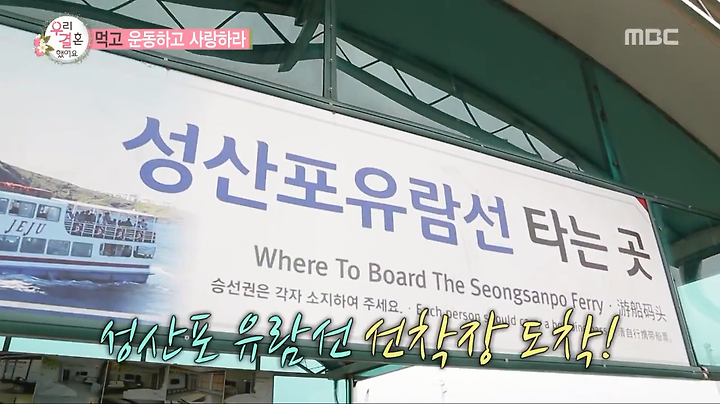 우리
결혼
했어요
먹고 운동하고 사랑하라
MBC
성산포유람선 타는 곳
Where To Board The Seongsanpo Ferry · 游船码头
승선권은 각자 소지하여 주세요. · Each person should
JEJU
성산포 유람선 선착장 도착!